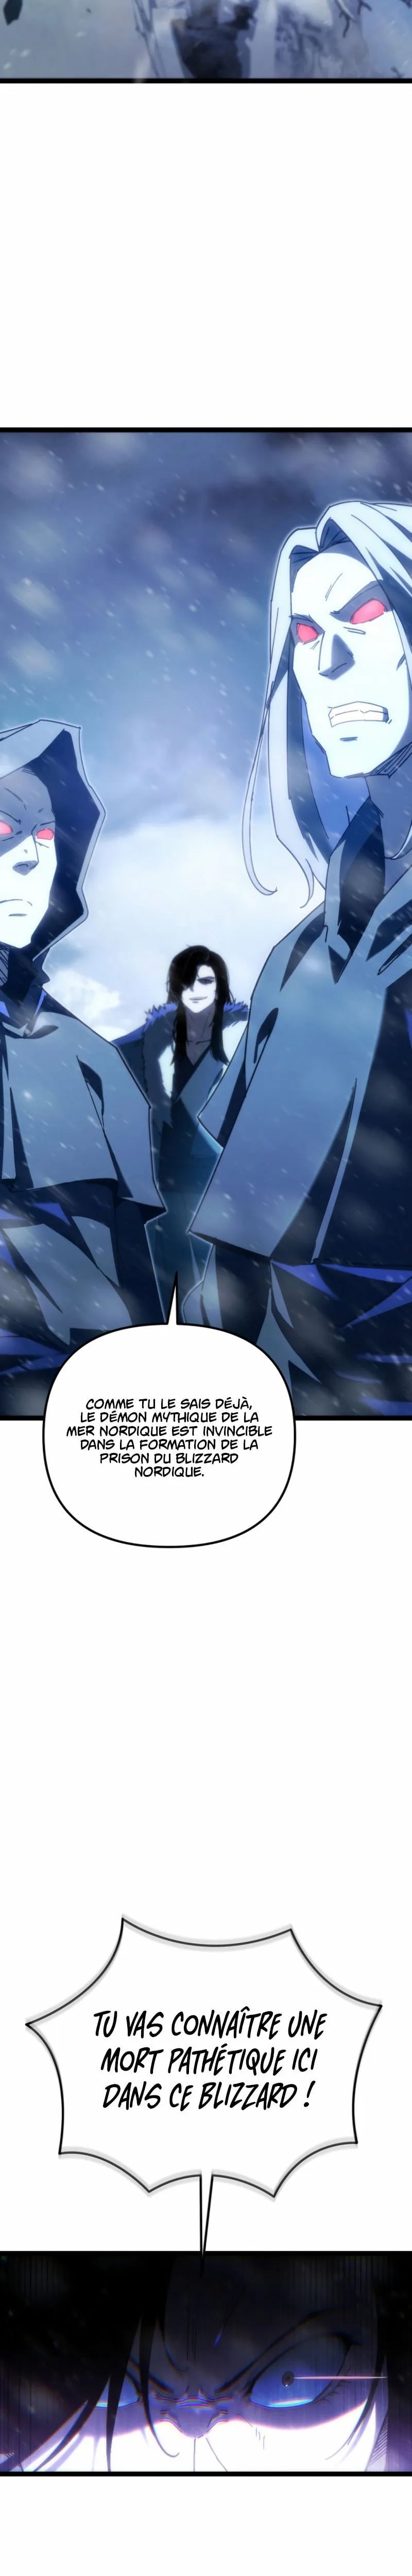 COMME TU LE SAIS DÉJÀ,
LE DÉMON MYTHIQUE DE LA
MER NORDIQUE EST INVINCIBLE
DANS LA FORMATION DE LA
PRISON DU BLIZZARD
NORDIQUE.
TU VAS CONNAÎTRE UNE
MORT PATHÉTIQUE ICI
DANS CE BLIZZARD !